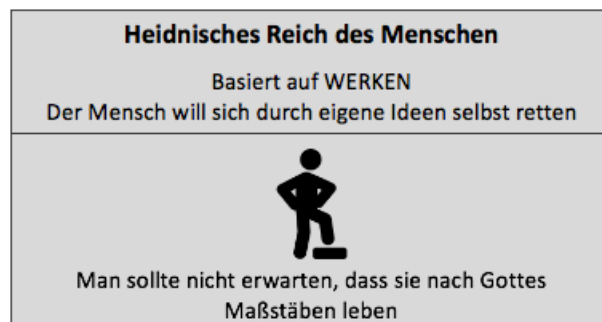 Heidnisches Reich des Menschen
Basiert auf WERKEN
Der Mensch will sich durch eigene Ideen selbst retten
Man sollte nicht erwarten, dass sie nach Gottes
Maßstäben leben